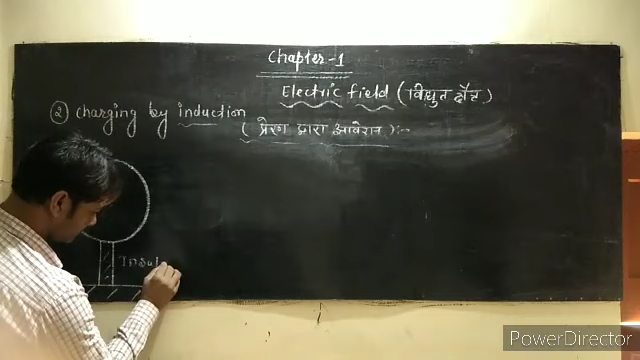 Chapter-1
Electric field (विद्युत क्षेत्र)
② Charging by induction
( प्रेरण द्वारा आवेशन ):-
Insul
PowerDirector